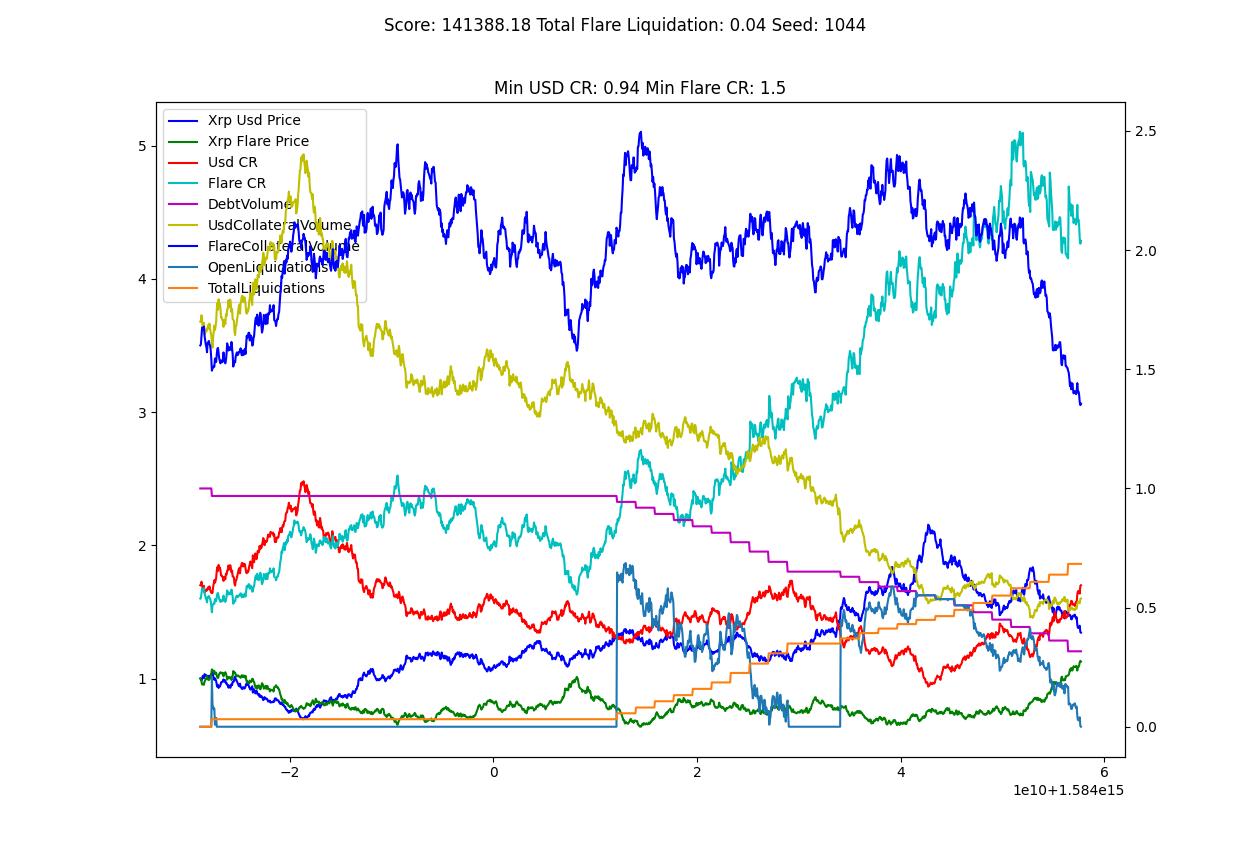 Score: 141388.18 Total Flare Liquidation: 0.04 Seed: 1044
Min USD CR: 0.94 Min Flare CR: 1.5
Xrp Usd Price
Xrp Flare Price
Usd CR
Flare CR
DebtVolume
UsdCollateralVolume
FlareCollateralVolume
OpenLiquidations
TotalLiquidations
5
4
3
2
1
2.5
2.0
1.5
1.0
0.5
0.0
−2 0 2 4 6
1e10+1.584e15